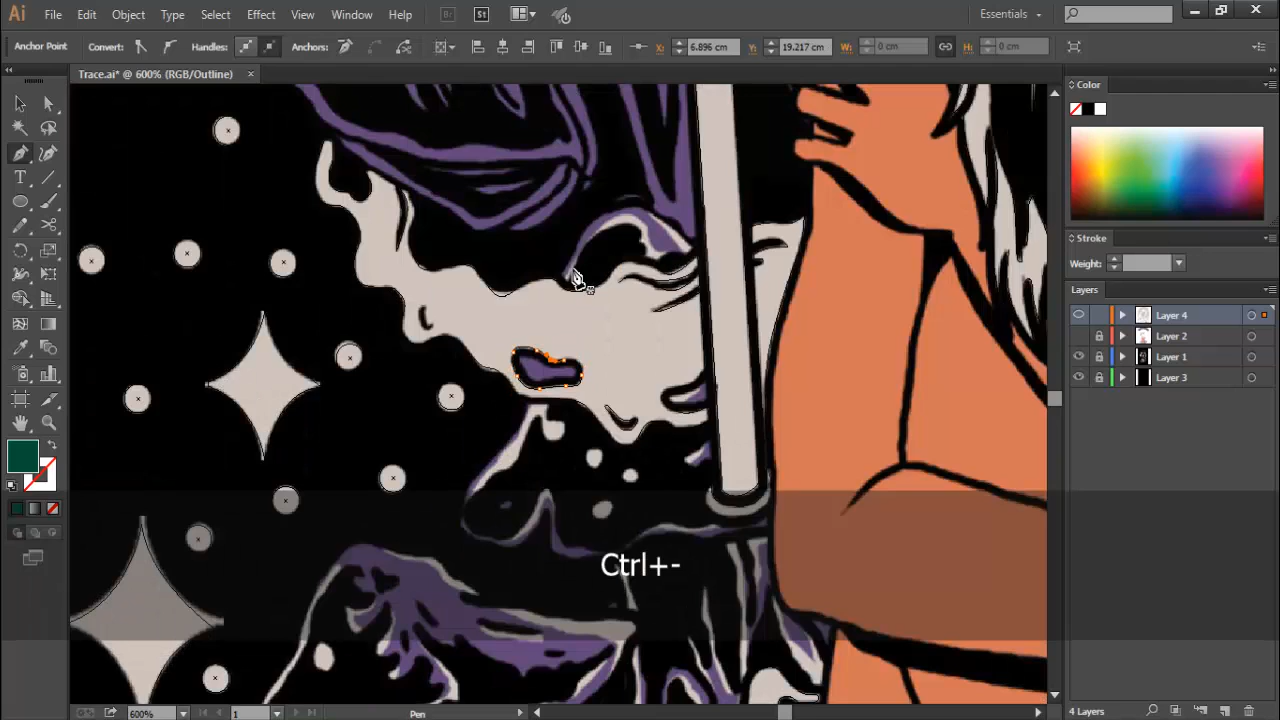 Ai File Edit Object Type Select Effect View Window Help Br St Essentials
Anchor Point Convert: Handles: Anchors: X: 6.896 cm Y: 19.217 cm W: 0 cm H: 0 cm
Trace.ai* @ 600% (RGB/Outline) ×
Color
Stroke
Weight:
Layers
Layer 4
Layer 2
Layer 1
Layer 3
Ctrl+-
600% 1 Pen 4 Layers